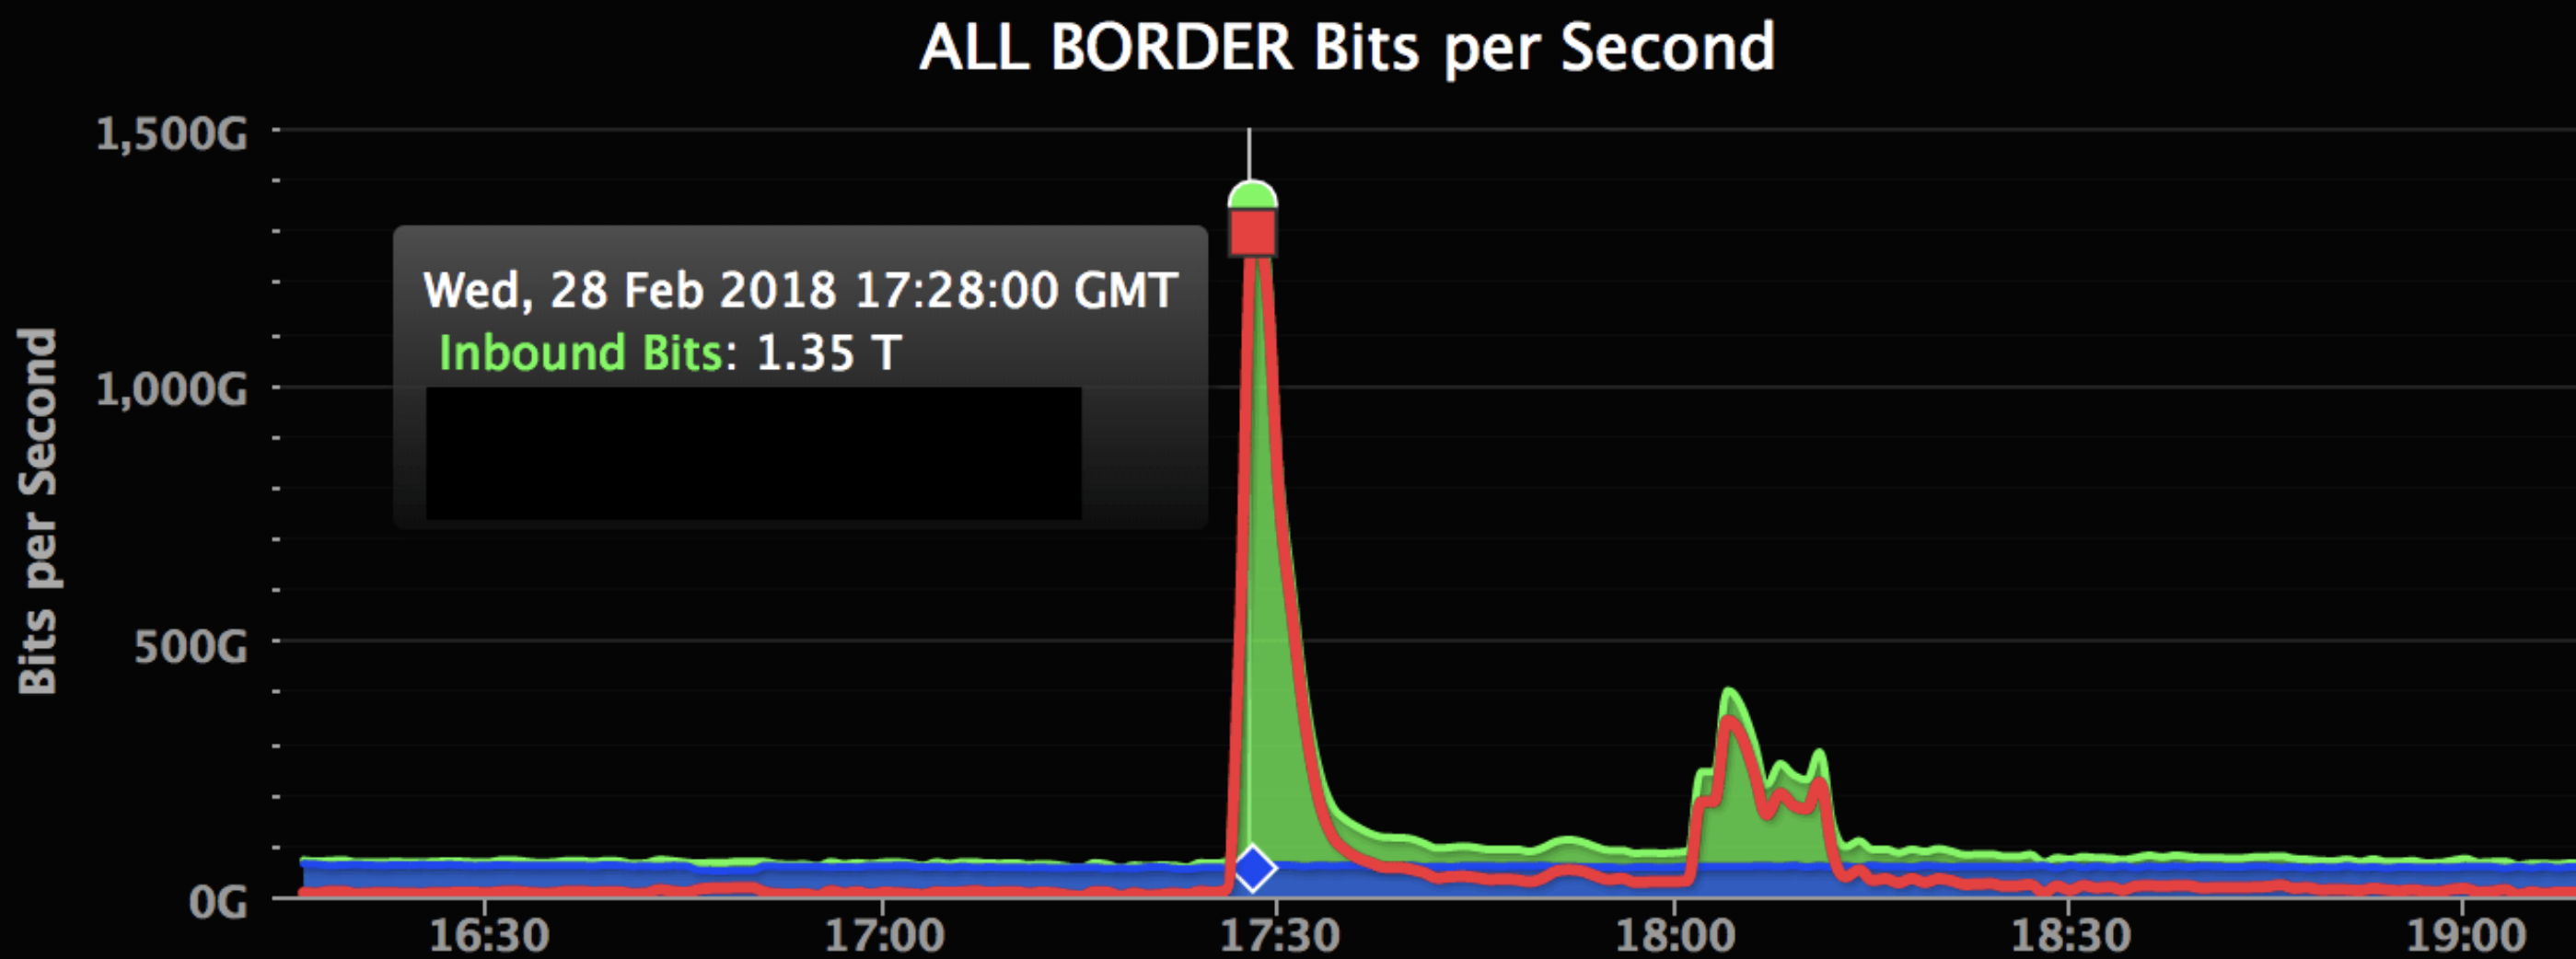 ALL BORDER Bits per Second
1,500G
Wed, 28 Feb 2018 17:28:00 GMT
Inbound Bits: 1.35 T
1,000G
500G
0G
Bits per Second
16:30 17:00 17:30 18:00 18:30 19:00